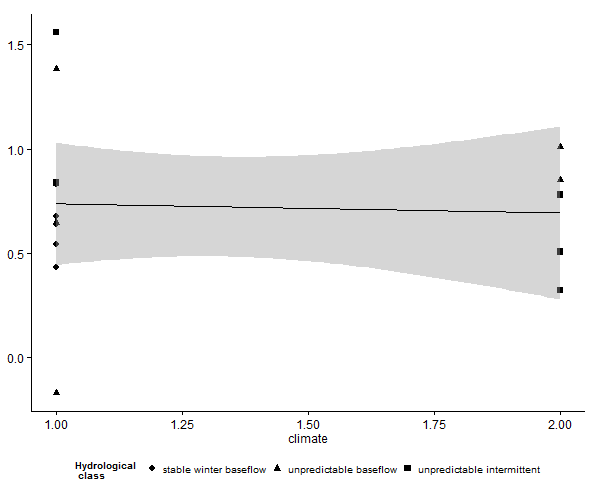 1.5
1.0
0.5
0.0
1.00 1.25 1.50 1.75 2.00
climate
Hydrological
class
stable winter baseflow unpredictable baseflow unpredictable intermittent